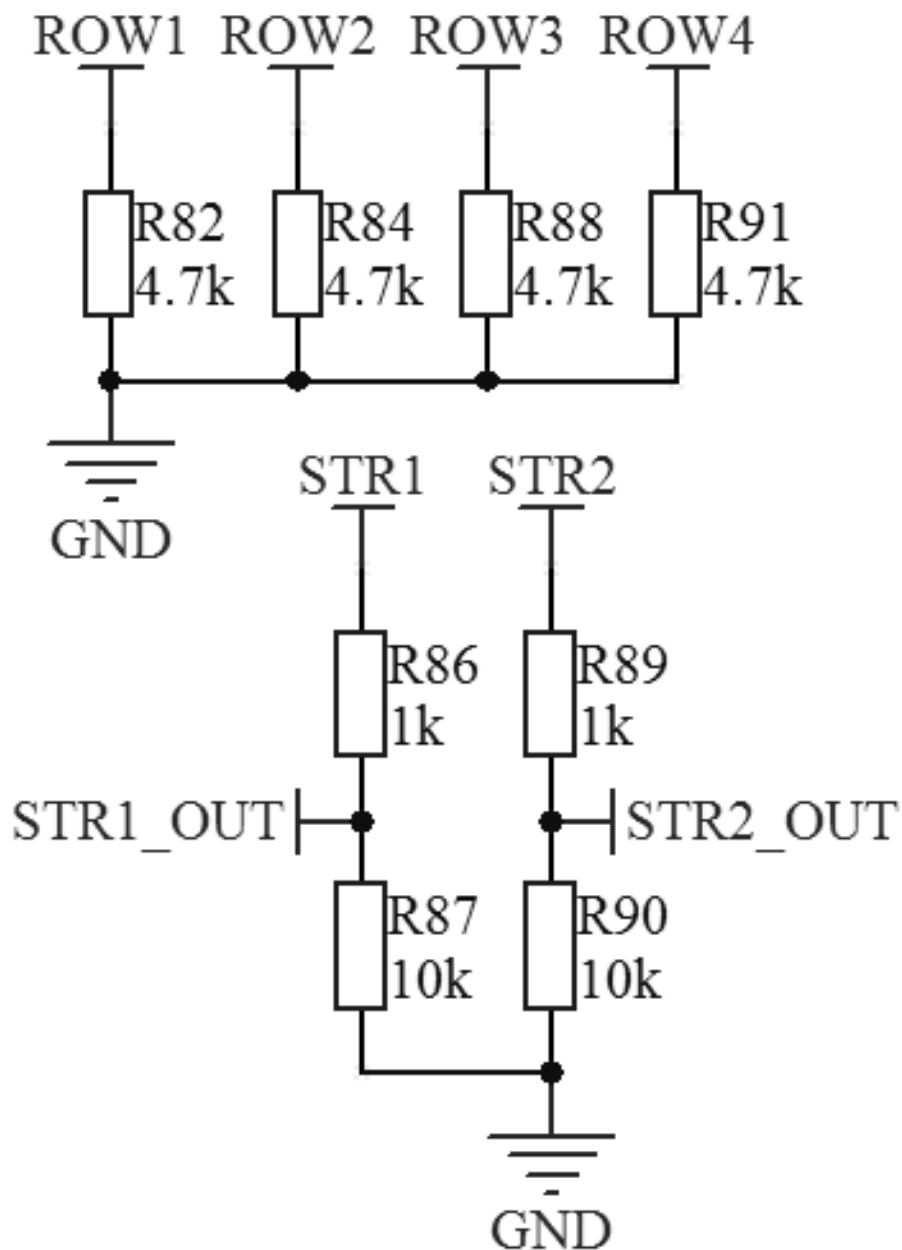 ROW1 ROW2 ROW3 ROW4
R82 R84 R88 R91
4.7k 4.7k 4.7k 4.7k
GND
STR1 STR2
R86 R89
1k 1k
STR1_OUT STR2_OUT
R87 R90
10k 10k
GND